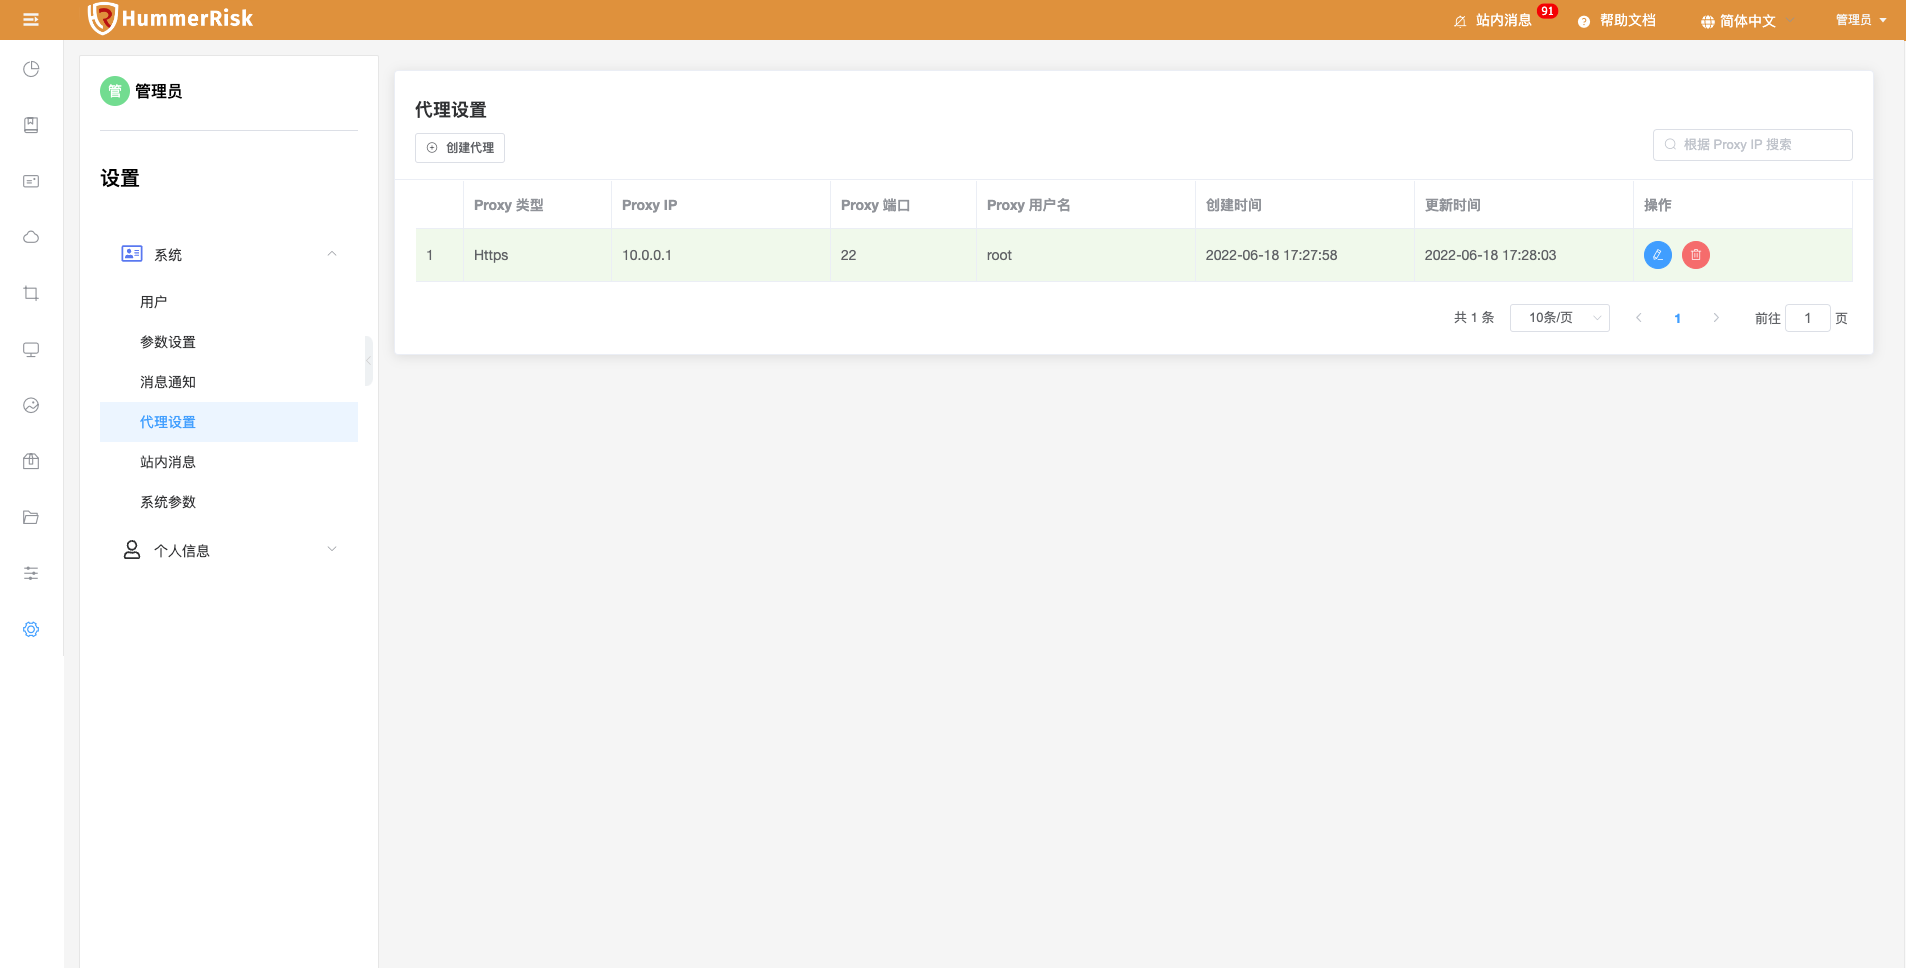 HummerRisk
站内消息 91 帮助文档 简体中文 管理员
管 管理员
设置
系统
用户
参数设置
消息通知
代理设置
站内消息
系统参数
个人信息
代理设置
创建代理
根据 Proxy IP 搜索
Proxy 类型 Proxy IP Proxy 端口 Proxy 用户名 创建时间 更新时间 操作
1 Https 10.0.0.1 22 root 2022-06-18 17:27:58 2022-06-18 17:28:03
共 1 条 10条/页 1 前往 1 页